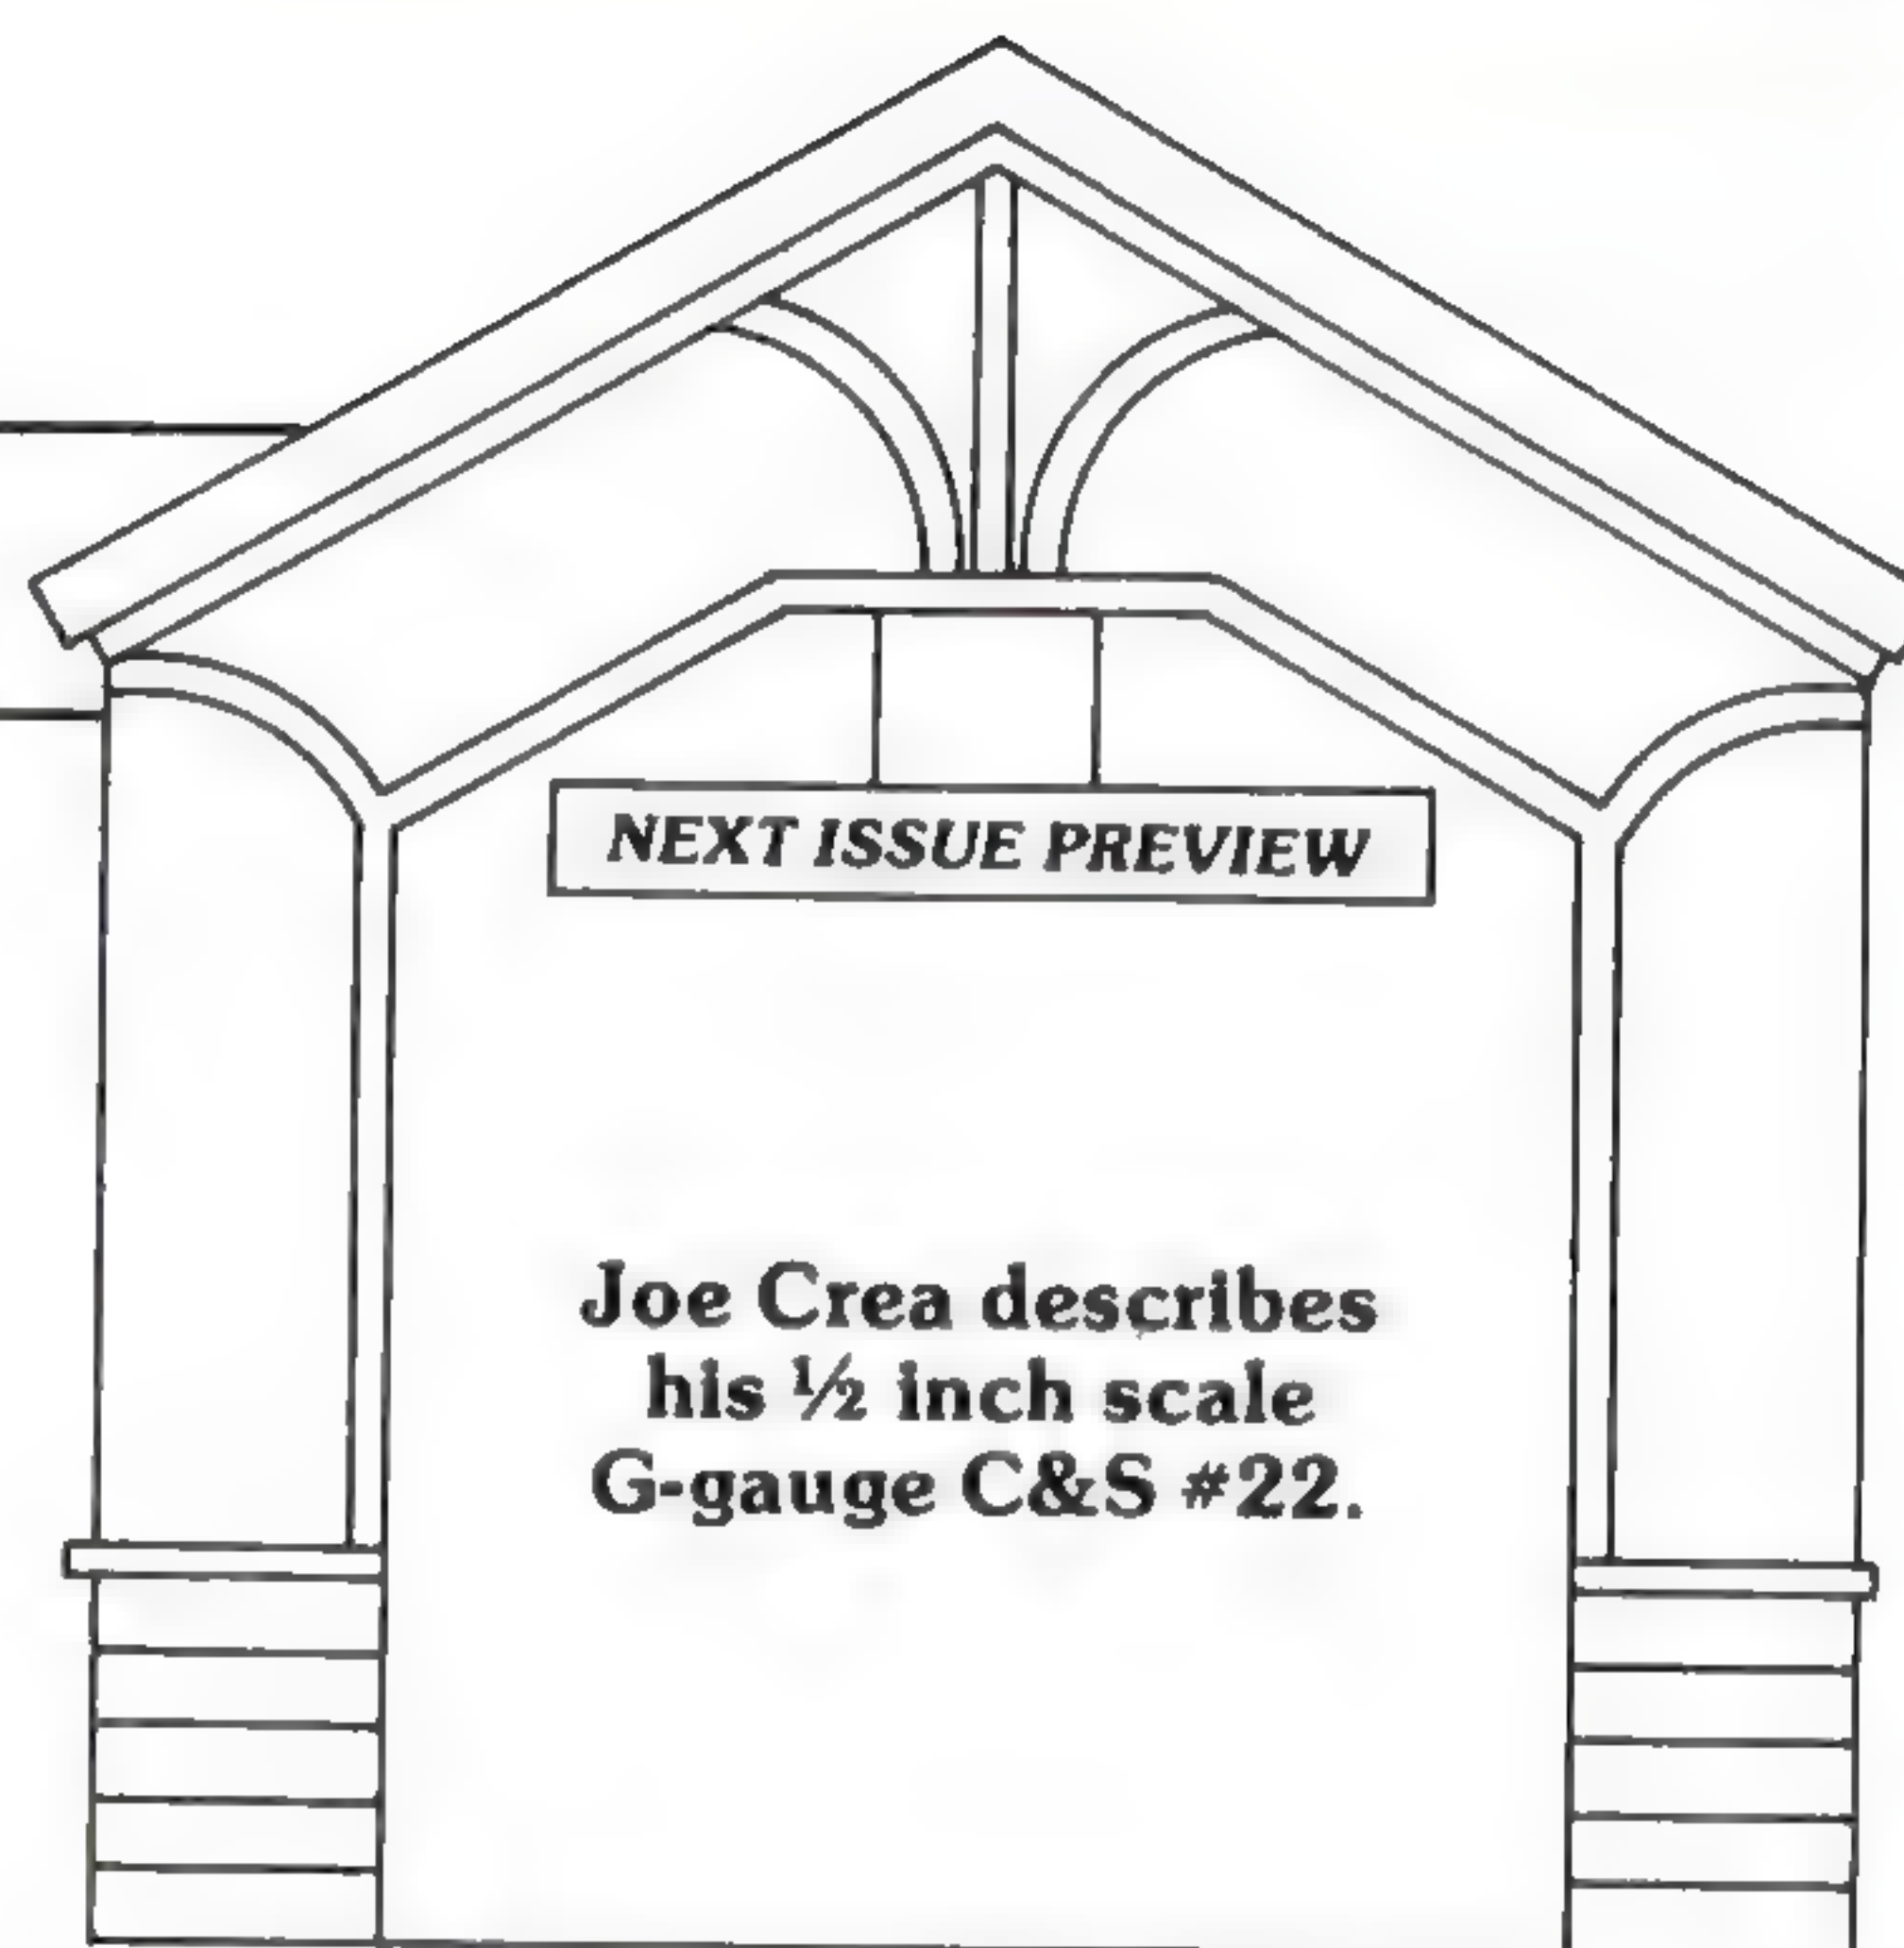 NEXT ISSUE PREVIEW
Joe Crea describes
his ½ inch scale
G-gauge C&S #22.